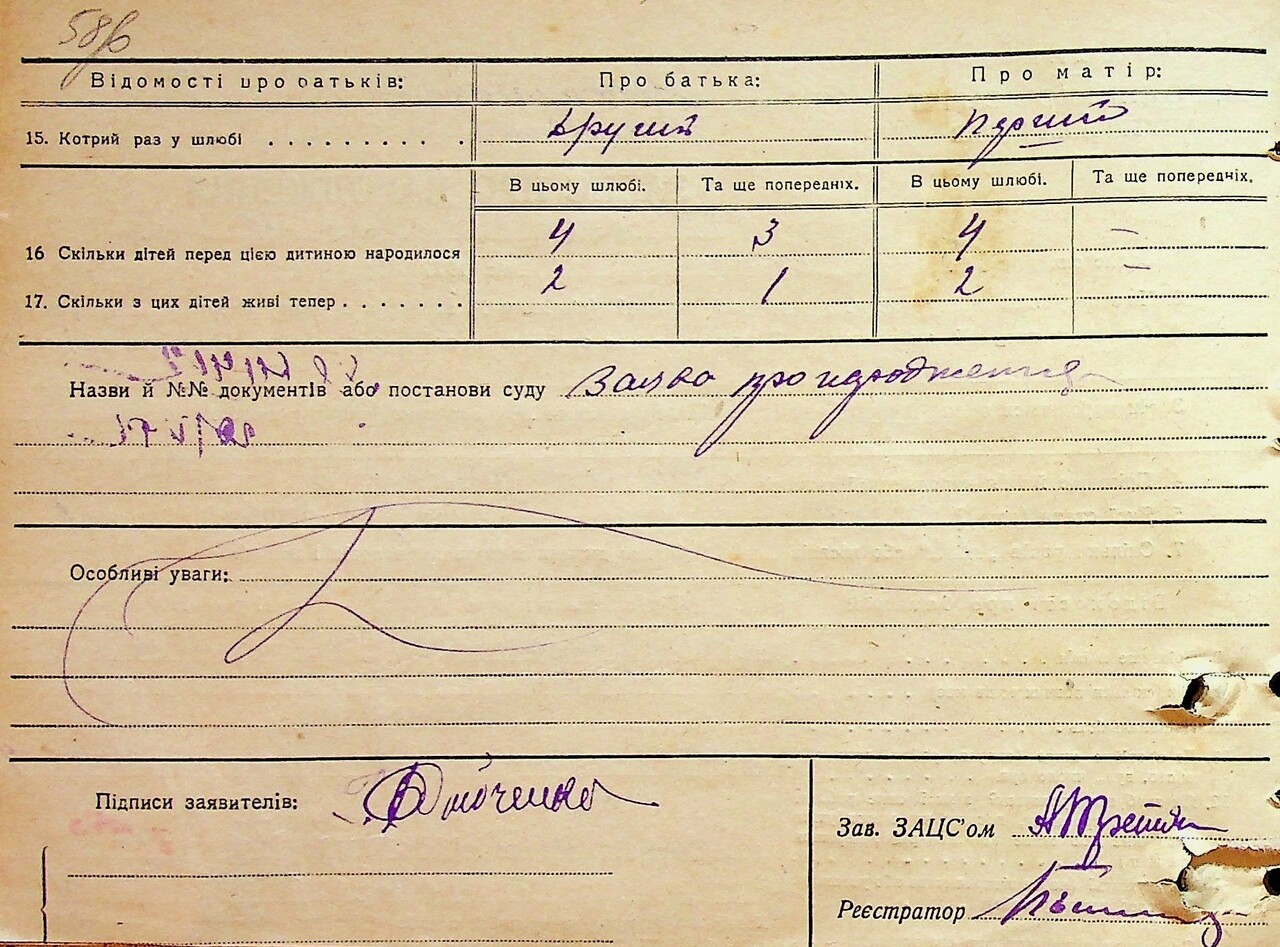 58в
Відомості про батьків: Про батька: Про матір:
15. Котрий раз у шлюбі . . . . . . . . . . другий перший
В цьому шлюбі. Та ще попередніх. В цьому шлюбі. Та ще попередніх.
16 Скільки дітей перед цією дитиною народилося 4 3 4 —
17. Скільки з цих дітей живі тепер . . . . . . . 2 1 2 —
Назви й №№ документів або постанови суду Заява про народження
Особливі уваги:
Підписи заявителів:
Зав. ЗАЦС'ом
Реєстратор